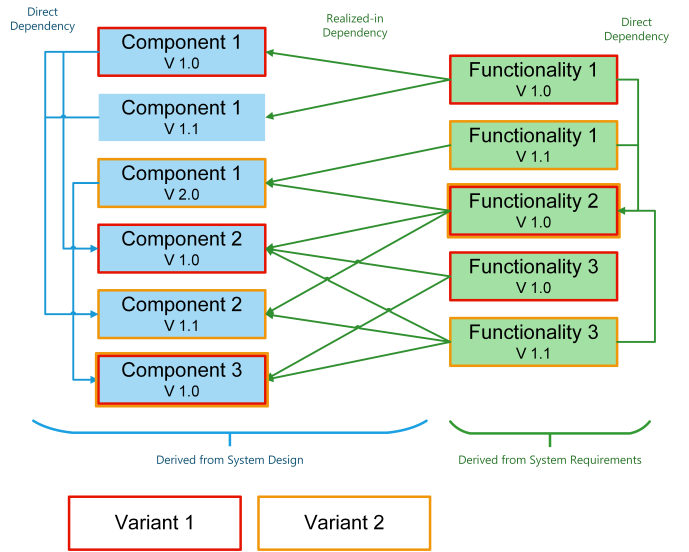 Direct
Dependency
Realized-in
Dependency
Direct
Dependency
Component 1
V 1.0
Component 1
V 1.1
Component 1
V 2.0
Component 2
V 1.0
Component 2
V 1.1
Component 3
V 1.0
Functionality 1
V 1.0
Functionality 1
V 1.1
Functionality 2
V 1.0
Functionality 3
V 1.0
Functionality 3
V 1.1
Derived from System Design
Derived from System Requirements
Variant 1
Variant 2